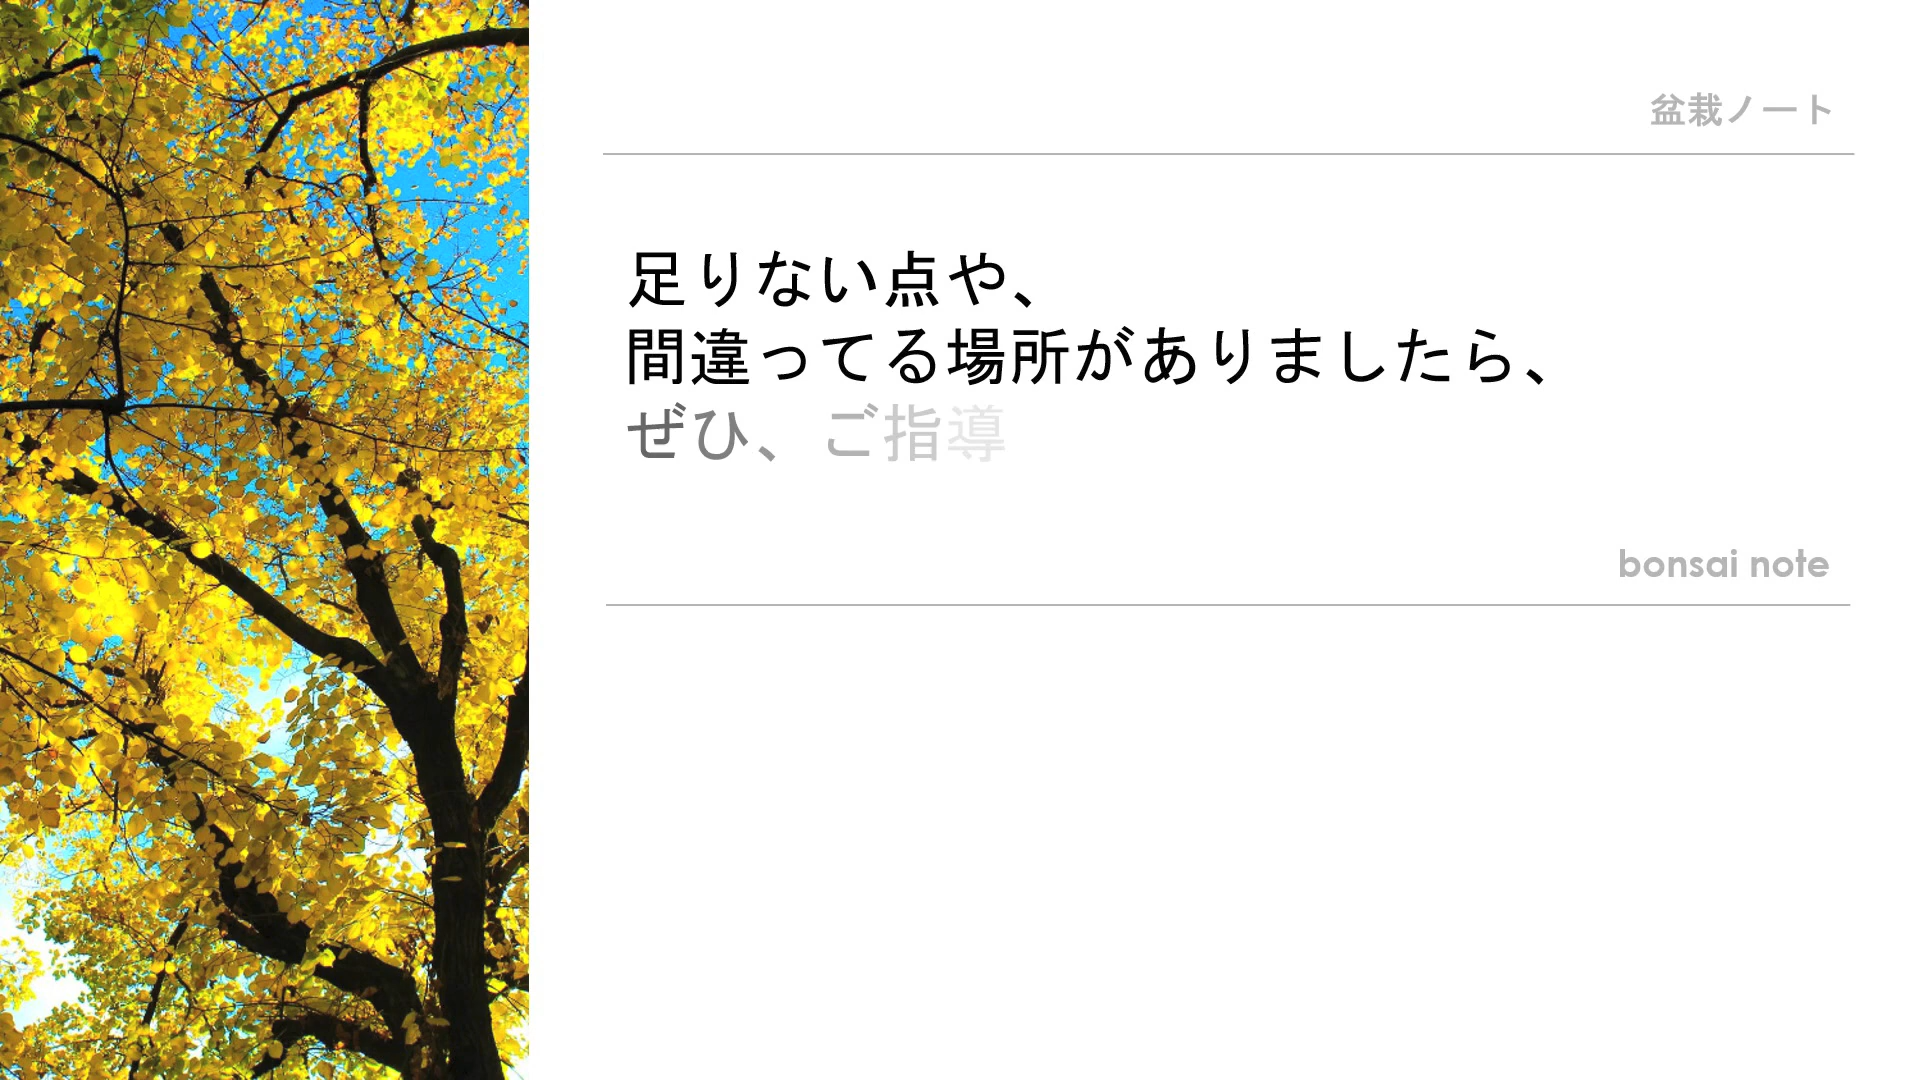 盆栽ノート
足りない点や、
間違ってる場所がありましたら、
ぜひ、ご指導
bonsai note